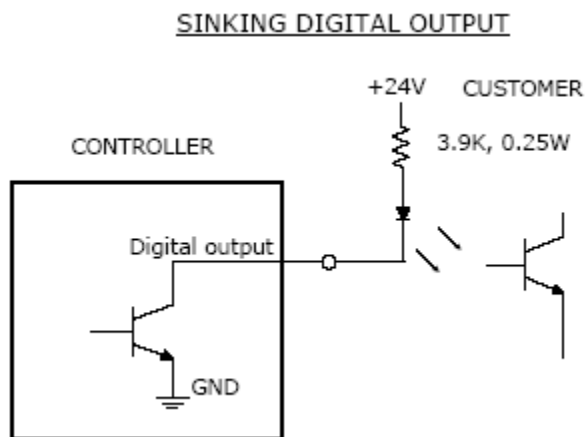 SINKING DIGITAL OUTPUT
+24V
CUSTOMER
3.9K, 0.25W
CONTROLLER
Digital output
GND